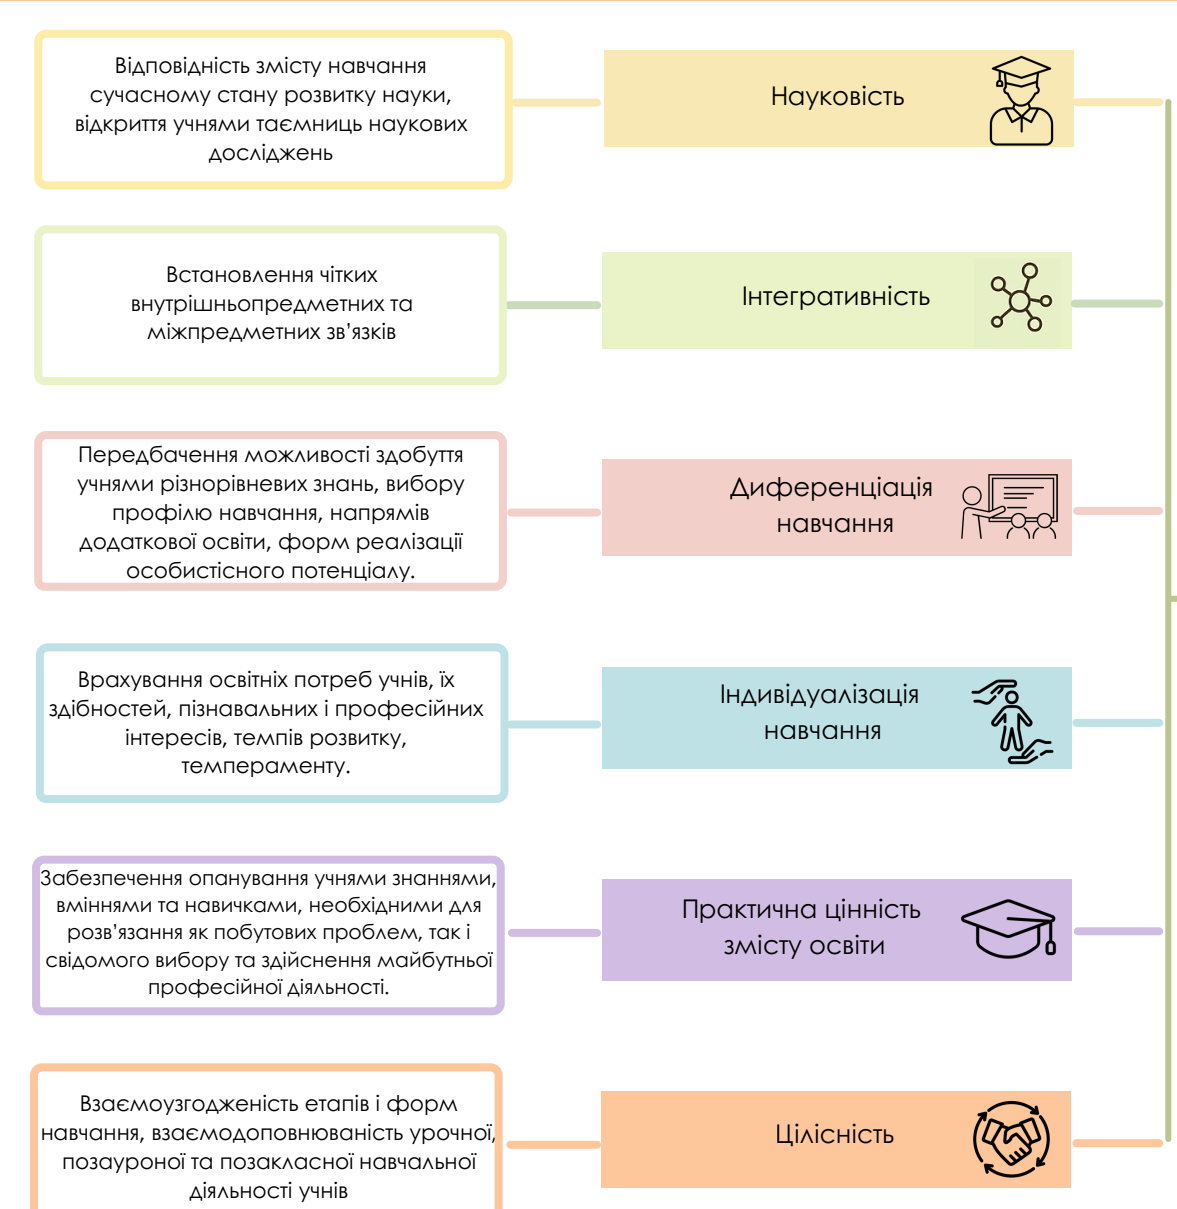 Відповідність змісту навчання
сучасному стану розвитку науки,
відкриття учнями таємниць наукових
досліджень
Науковість
Встановлення чітких
внутрішньопредметних та
міжпредметних зв'язків
Інтегративність
Передбачення можливості здобуття
учнями різнорівневих знань, вибору
профілю навчання, напрямів
додаткової освіти, форм реалізації
особистісного потенціалу.
Диференціація
навчання
Врахування освітніх потреб учнів, їх
здібностей, пізнавальних і професійних
інтересів, темпів розвитку,
темпераменту.
Індивідуалізація
навчання
Забезпечення опанування учнями знаннями,
вміннями та навичками, необхідними для
розв'язання як побутових проблем, так і
свідомого вибору та здійснення майбутньої
професійної діяльності.
Практична цінність
змісту освіти
Взаємоузгодженість етапів і форм
навчання, взаємодоповнюваність урочної,
позауроної та позакласної навчальної
діяльності учнів
Цілісність